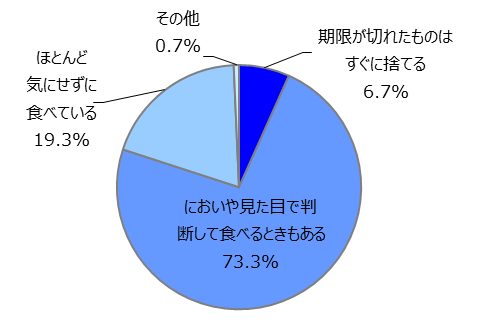 その他
0.7%
期限が切れたものは
すぐに捨てる
6.7%
ほとんど
気にせずに
食べている
19.3%
においや見た目で判
断して食べるときもある
73.3%